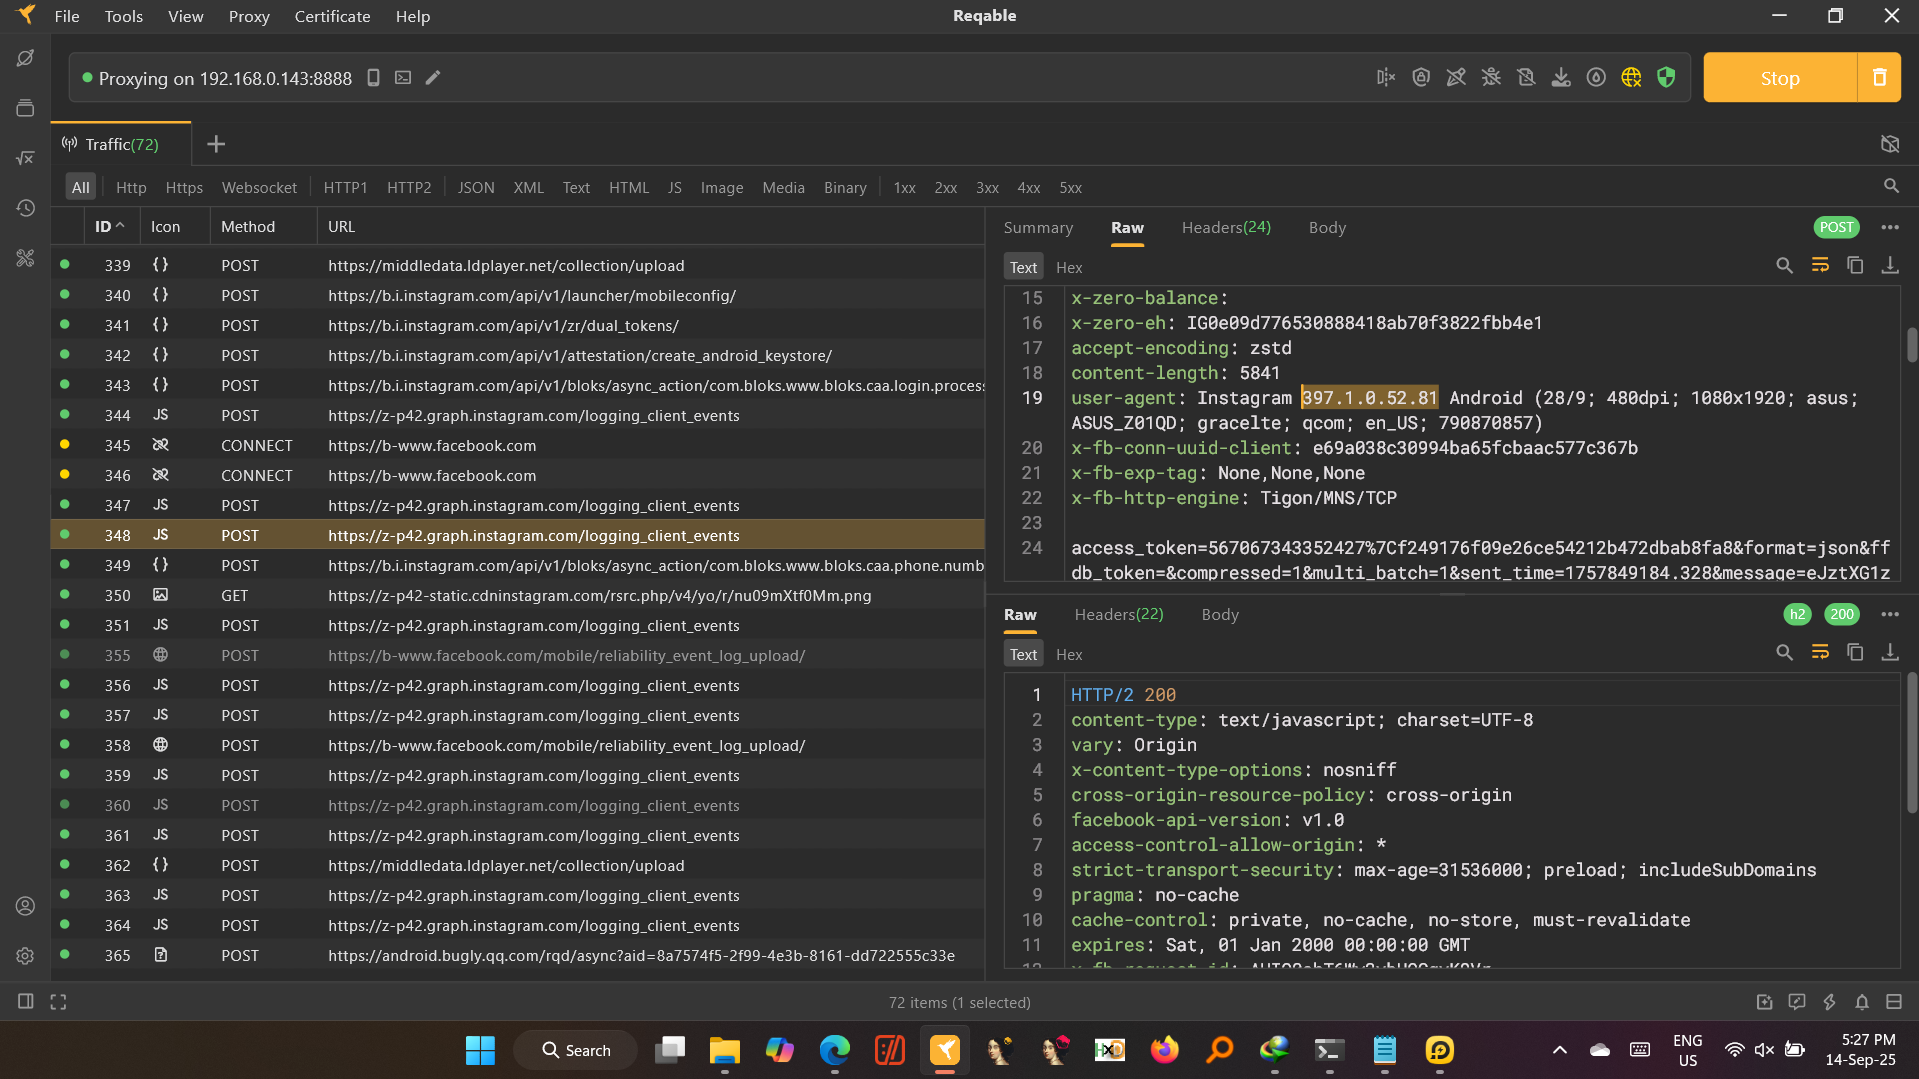 File Tools View Proxy Certificate Help Reqable
Proxying on 192.168.0.143:8888 Stop
Traffic(72)
All Http Https Websocket HTTP1 HTTP2 JSON XML Text HTML JS Image Media Binary 1xx 2xx 3xx 4xx 5xx
ID Icon Method URL
339 { } POST https://middledata.ldplayer.net/collection/upload
340 { } POST https://b.i.instagram.com/api/v1/launcher/mobileconfig/
341 { } POST https://b.i.instagram.com/api/v1/zr/dual_tokens/
342 { } POST https://b.i.instagram.com/api/v1/attestation/create_android_keystore/
343 { } POST https://b.i.instagram.com/api/v1/bloks/async_action/com.bloks.www.bloks.caa.login.process
344 JS POST https://z-p42.graph.instagram.com/logging_client_events
345 CONNECT https://b-www.facebook.com
346 CONNECT https://b-www.facebook.com
347 JS POST https://z-p42.graph.instagram.com/logging_client_events
348 JS POST https://z-p42.graph.instagram.com/logging_client_events
349 { } POST https://b.i.instagram.com/api/v1/bloks/async_action/com.bloks.www.bloks.caa.phone.numb
350 GET https://z-p42-static.cdninstagram.com/rsrc.php/v4/yo/r/nu09mXtf0Mm.png
351 JS POST https://z-p42.graph.instagram.com/logging_client_events
355 POST https://b-www.facebook.com/mobile/reliability_event_log_upload/
356 JS POST https://z-p42.graph.instagram.com/logging_client_events
357 JS POST https://z-p42.graph.instagram.com/logging_client_events
358 POST https://b-www.facebook.com/mobile/reliability_event_log_upload/
359 JS POST https://z-p42.graph.instagram.com/logging_client_events
360 JS POST https://z-p42.graph.instagram.com/logging_client_events
361 JS POST https://z-p42.graph.instagram.com/logging_client_events
362 { } POST https://middledata.ldplayer.net/collection/upload
363 JS POST https://z-p42.graph.instagram.com/logging_client_events
364 JS POST https://z-p42.graph.instagram.com/logging_client_events
365 POST https://android.bugly.qq.com/rqd/async?aid=8a7574f5-2f99-4e3b-8161-dd722555c33e
Summary Raw Headers(24) Body POST
Text Hex
15 x-zero-balance:
16 x-zero-eh: IG0e09d776530888418ab70f3822fbb4e1
17 accept-encoding: zstd
18 content-length: 5841
19 user-agent: Instagram 397.1.0.52.81 Android (28/9; 480dpi; 1080x1920; asus;
ASUS_Z01QD; gracelte; qcom; en_US; 790870857)
20 x-fb-conn-uuid-client: e69a038c30994ba65fcbaac577c367b
21 x-fb-exp-tag: None,None,None
22 x-fb-http-engine: Tigon/MNS/TCP
23
24 access_token=567067343352427%7Cf249176f09e26ce54212b472dbab8fa8&format=json&ff
db_token=&compressed=1&multi_batch=1&sent_time=1757849184.328&message=eJztXG1z
Raw Headers(22) Body h2 200
Text Hex
1 HTTP/2 200
2 content-type: text/javascript; charset=UTF-8
3 vary: Origin
4 x-content-type-options: nosniff
5 cross-origin-resource-policy: cross-origin
6 facebook-api-version: v1.0
7 access-control-allow-origin: *
8 strict-transport-security: max-age=31536000; preload; includeSubDomains
9 pragma: no-cache
10 cache-control: private, no-cache, no-store, must-revalidate
11 expires: Sat, 01 Jan 2000 00:00:00 GMT
72 items (1 selected)
Search HxD ENG 5:27 PM
US 14-Sep-25